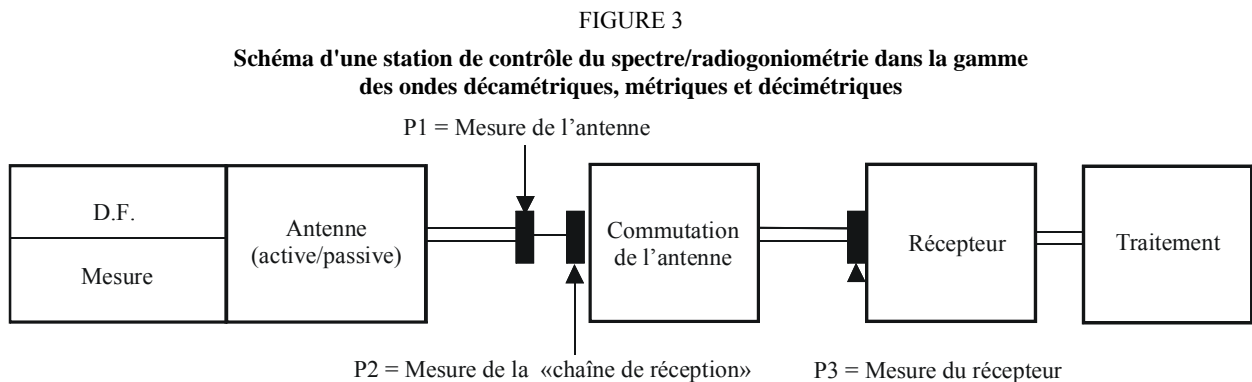 FIGURE 3
Schéma d'une station de contrôle du spectre/radiogoniométrie dans la gamme
des ondes décamétriques, métriques et décimétriques
P1 = Mesure de l’antenne
D.F.
Mesure
Antenne
(active/passive)
Commutation
de l’antenne
Récepteur
Traitement
P2 = Mesure de la «chaîne de réception»
P3 = Mesure du récepteur